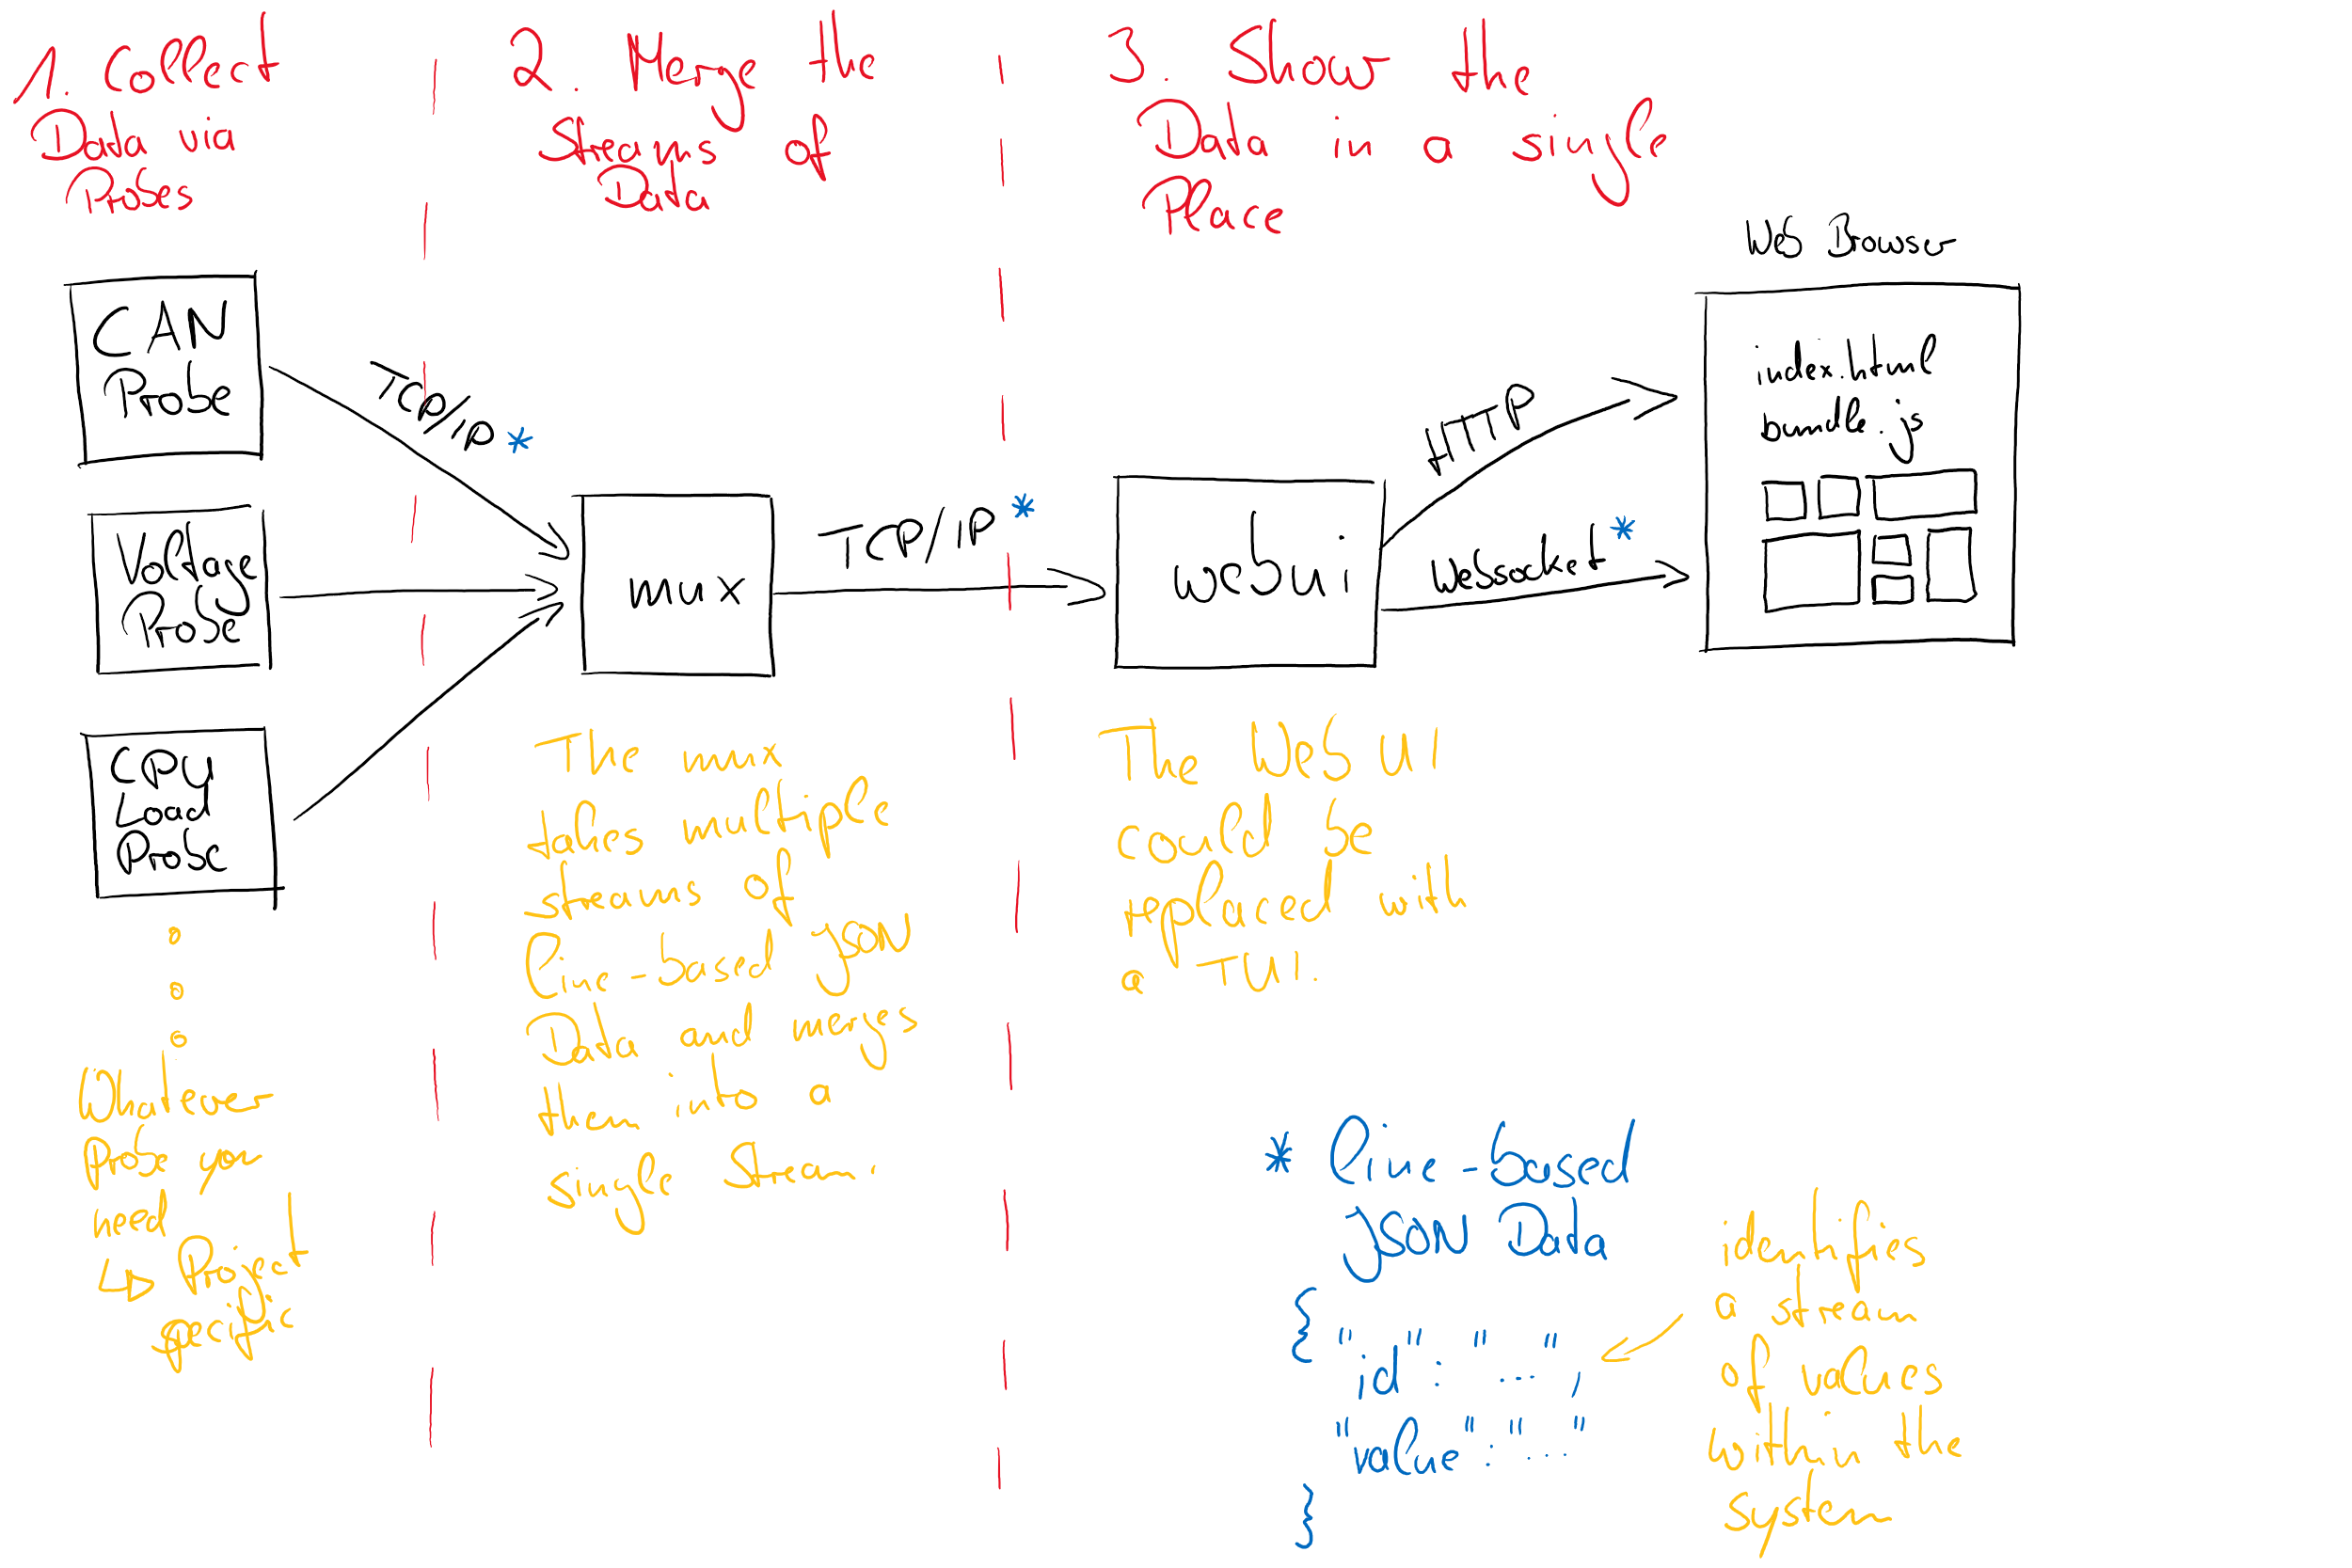 1. Collect
Data via
Probes
2. Merge the
Streams of
Data
3. Show the
Data in a single
Place
Web Browser
CAN
Probe
TCP/IP *
index.html
bundle.js
HTTP
Voltage
Probe
mux
TCP/IP *
webui
Websocket *
CPU
Load
Probe
Whatever
Probe you
need
↳ Project
specific
The mux
takes multiple
streams of
line-based JSON
Data and merges
them into a
single stream.
The Web UI
could be
replaced with
a TUI.
* line-based
JSON Data
{
"id": "...",
"value": "..."
}
identifies
a stream
of values
within the
system